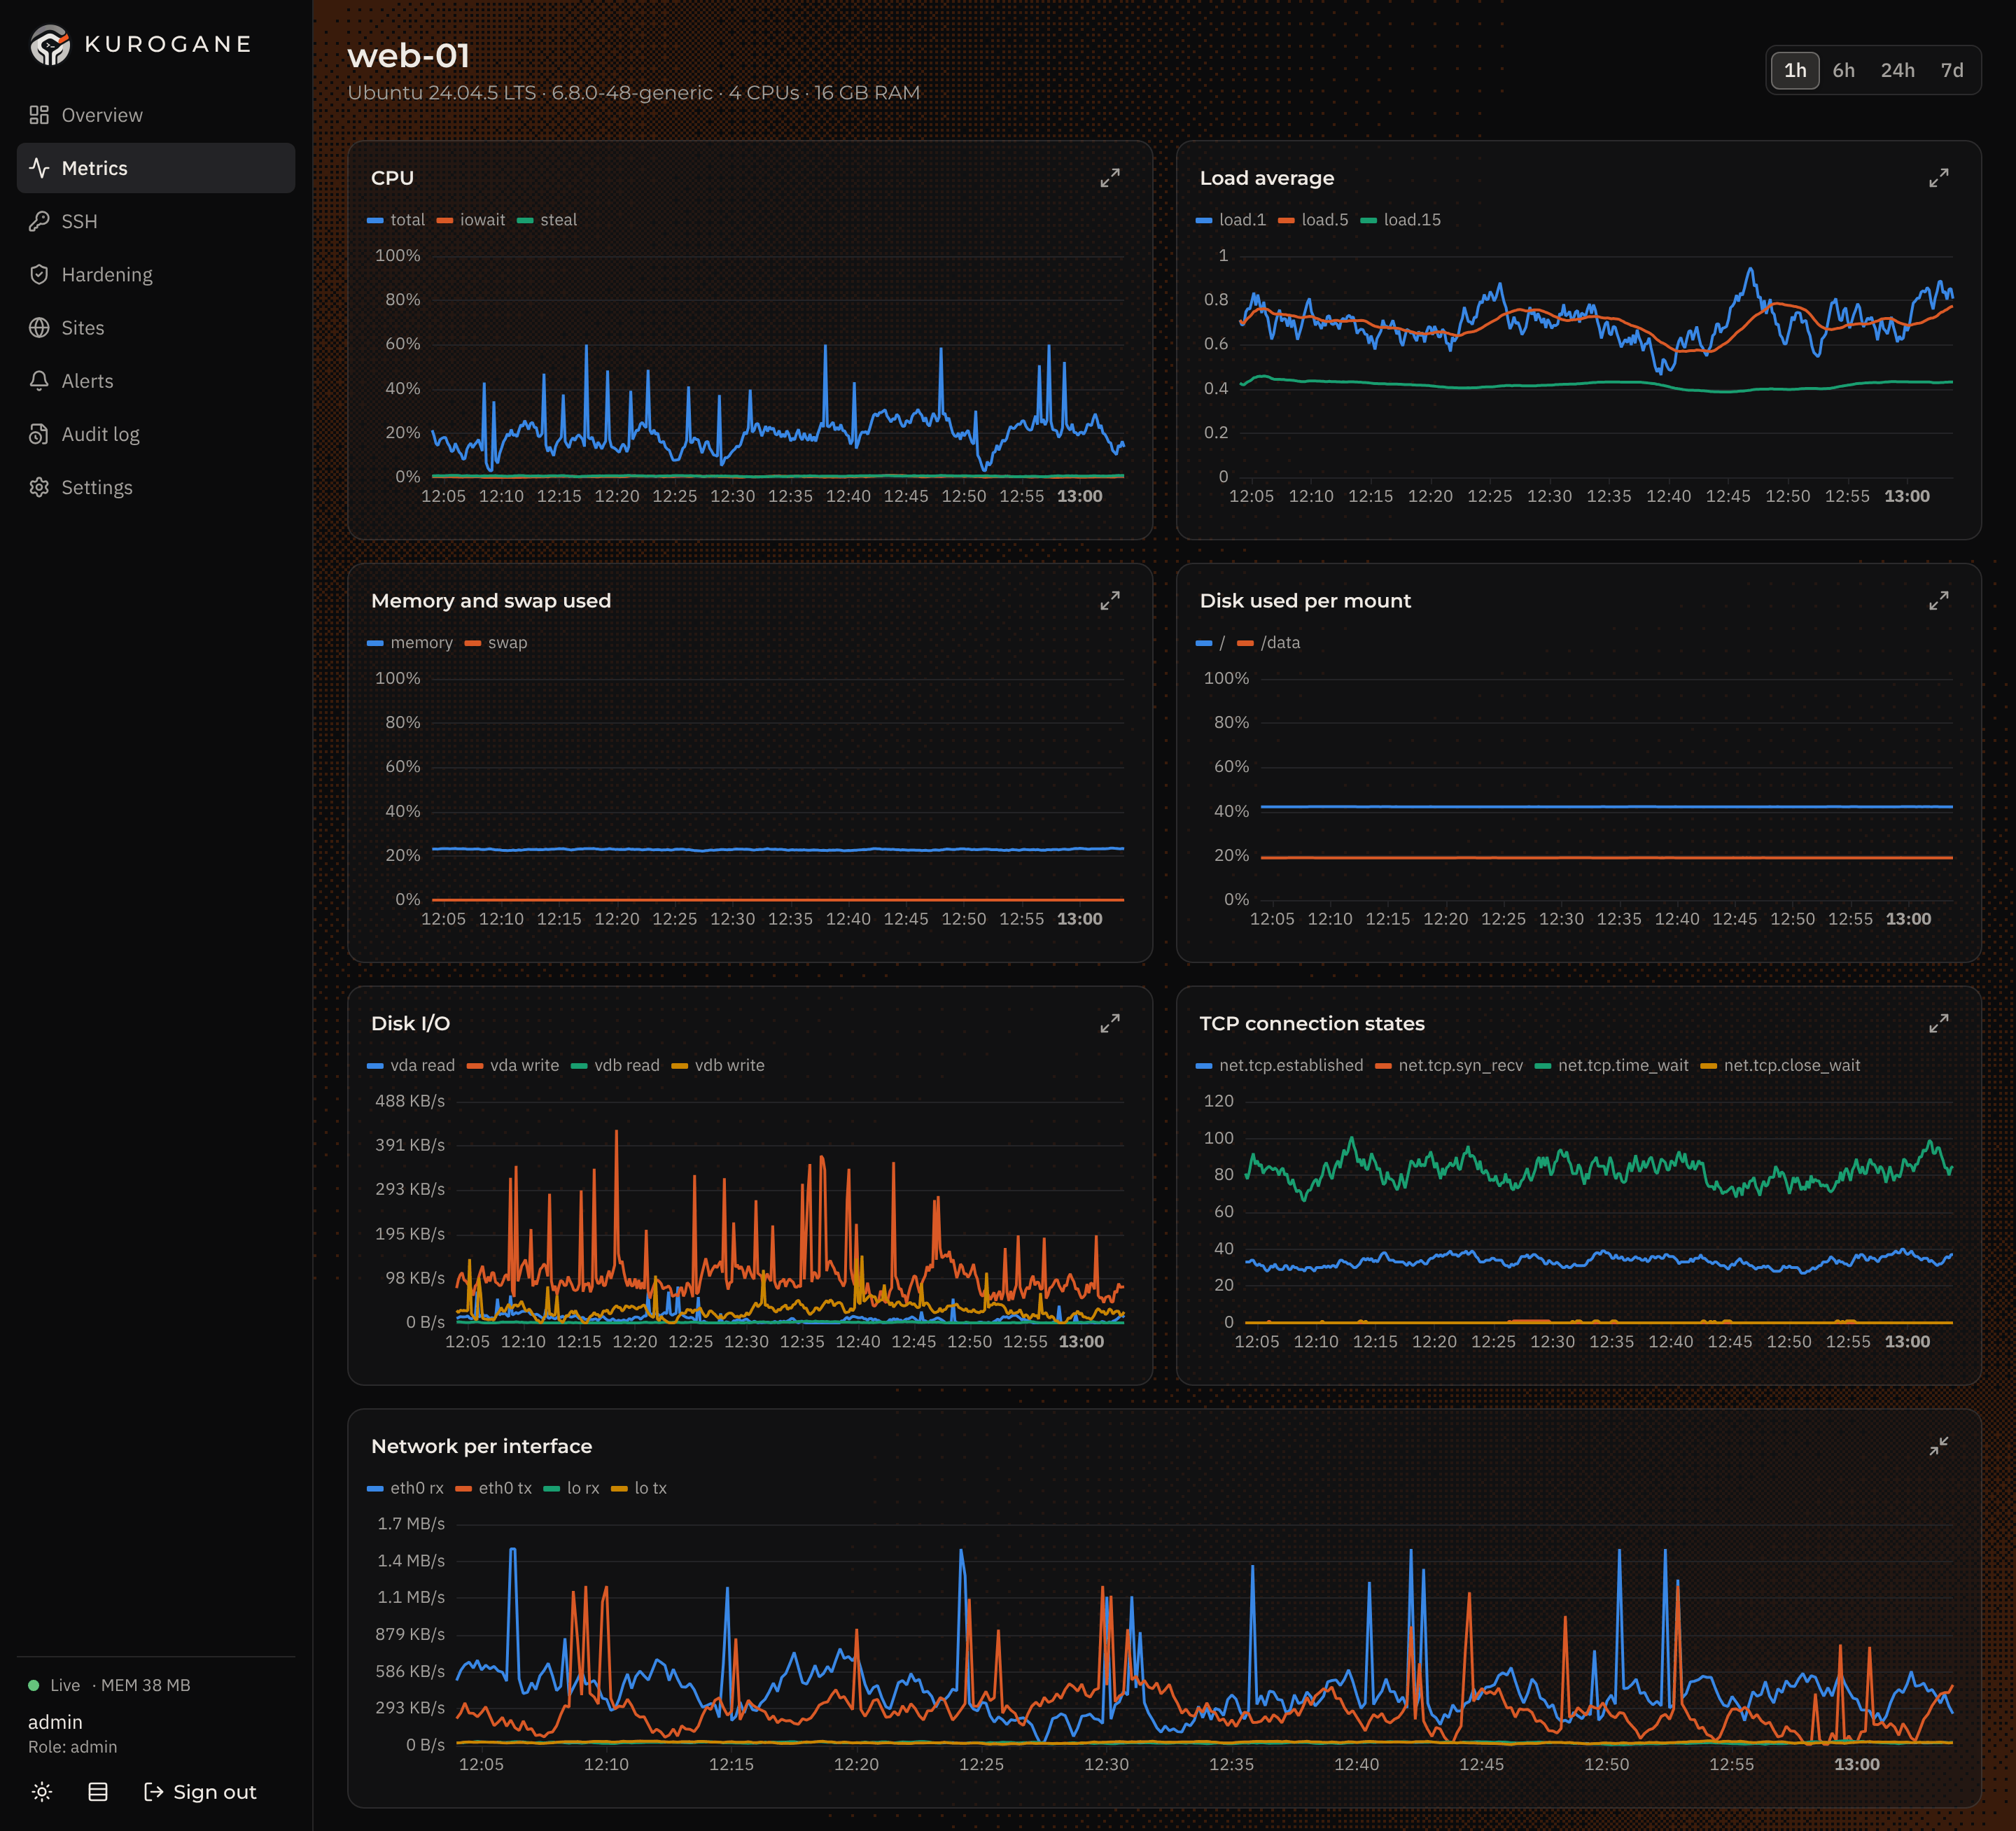 KUROGANE
Overview
Metrics
SSH
Hardening
Sites
Alerts
Audit log
Settings
Live · MEM 38 MB
admin
Role: admin
Sign out
web-01
Ubuntu 24.04.5 LTS · 6.8.0-48-generic · 4 CPUs · 16 GB RAM
1h 6h 24h 7d
CPU
total iowait steal
100%
80%
60%
40%
20%
0%
12:05 12:10 12:15 12:20 12:25 12:30 12:35 12:40 12:45 12:50 12:55 13:00
Load average
load.1 load.5 load.15
1
0.8
0.6
0.4
0.2
0
12:05 12:10 12:15 12:20 12:25 12:30 12:35 12:40 12:45 12:50 12:55 13:00
Memory and swap used
memory swap
100%
80%
60%
40%
20%
0%
12:05 12:10 12:15 12:20 12:25 12:30 12:35 12:40 12:45 12:50 12:55 13:00
Disk used per mount
/ /data
100%
80%
60%
40%
20%
0%
12:05 12:10 12:15 12:20 12:25 12:30 12:35 12:40 12:45 12:50 12:55 13:00
Disk I/O
vda read vda write vdb read vdb write
488 KB/s
391 KB/s
293 KB/s
195 KB/s
98 KB/s
0 B/s
12:05 12:10 12:15 12:20 12:25 12:30 12:35 12:40 12:45 12:50 12:55 13:00
TCP connection states
net.tcp.established net.tcp.syn_recv net.tcp.time_wait net.tcp.close_wait
120
100
80
60
40
20
0
12:05 12:10 12:15 12:20 12:25 12:30 12:35 12:40 12:45 12:50 12:55 13:00
Network per interface
eth0 rx eth0 tx lo rx lo tx
1.7 MB/s
1.4 MB/s
1.1 MB/s
879 KB/s
586 KB/s
293 KB/s
0 B/s
12:05 12:10 12:15 12:20 12:25 12:30 12:35 12:40 12:45 12:50 12:55 13:00